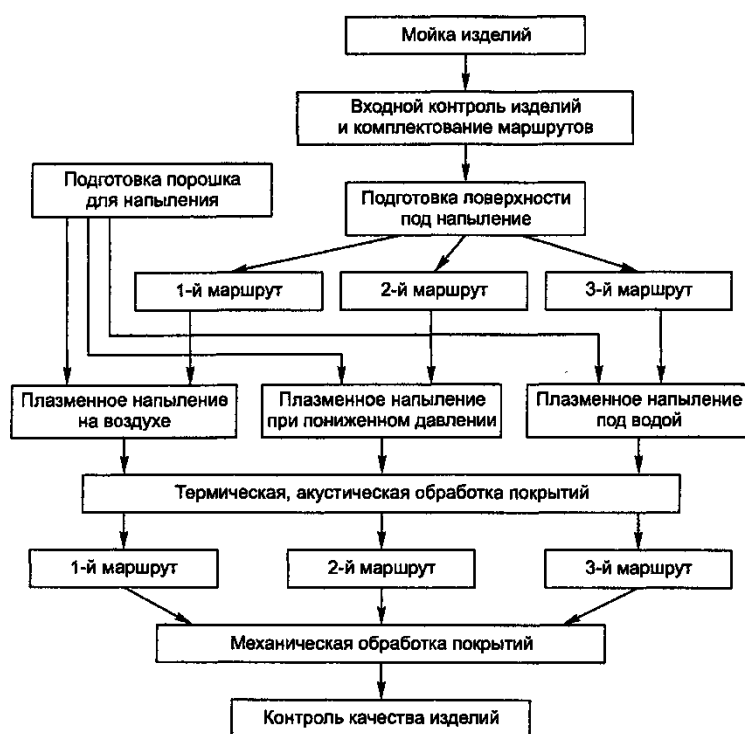 Мойка изделий
Входной контроль изделий
и комплектование маршрутов
Подготовка порошка
для напыления
Подготовка поверхности
под напыление
1-й маршрут
2-й маршрут
3-й маршрут
Плазменное напыление
на воздухе
Плазменное напыление
при пониженном давлении
Плазменное напыление
под водой
Термическая, акустическая обработка покрытий
1-й маршрут
2-й маршрут
3-й маршрут
Механическая обработка покрытий
Контроль качества изделий